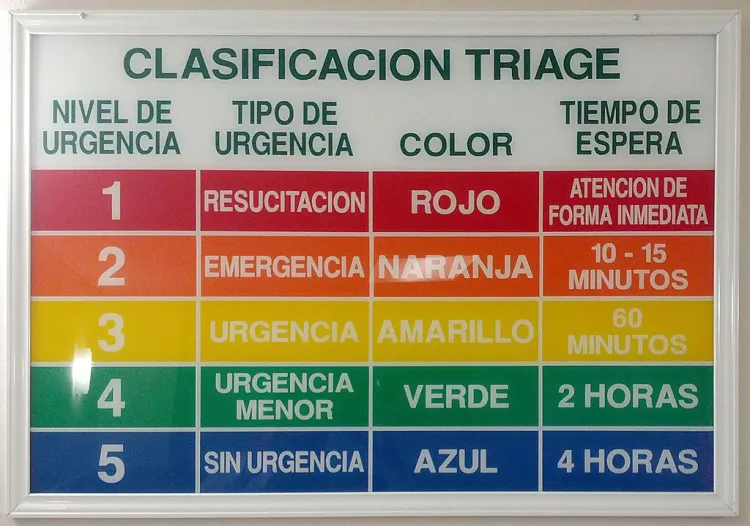 CLASIFICACION TRIAGE
NIVEL DE
URGENCIA
TIPO DE
URGENCIA
COLOR
TIEMPO DE
ESPERA
1
RESUCITACION
ROJO
ATENCION DE
FORMA INMEDIATA
2
EMERGENCIA
NARANJA
10 - 15
MINUTOS
3
URGENCIA
AMARILLO
60
MINUTOS
4
URGENCIA
MENOR
VERDE
2 HORAS
5
SIN URGENCIA
AZUL
4 HORAS